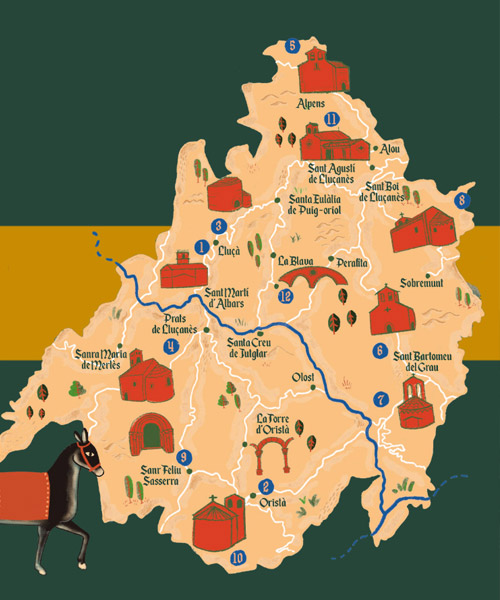 5
Alpens
11
Alou
Sant Agustí
de Lluçanès
Sant Boi
de Lluçanès
8
Santa Eulàlia
de Puig-oriol
3
1
Lluçà
La Blava
Perafita
Sobremunt
12
Sant Martí
d'Albars
Prats
de Lluçanès
4
Santa Creu
de Jutglar
Sanra Maria
de Merlès
6
Sant Bartomeu
del Grau
Olost
7
La Torre
d'Oristà
9
Sanr Feliu
Sasserra
2
Oristà
10